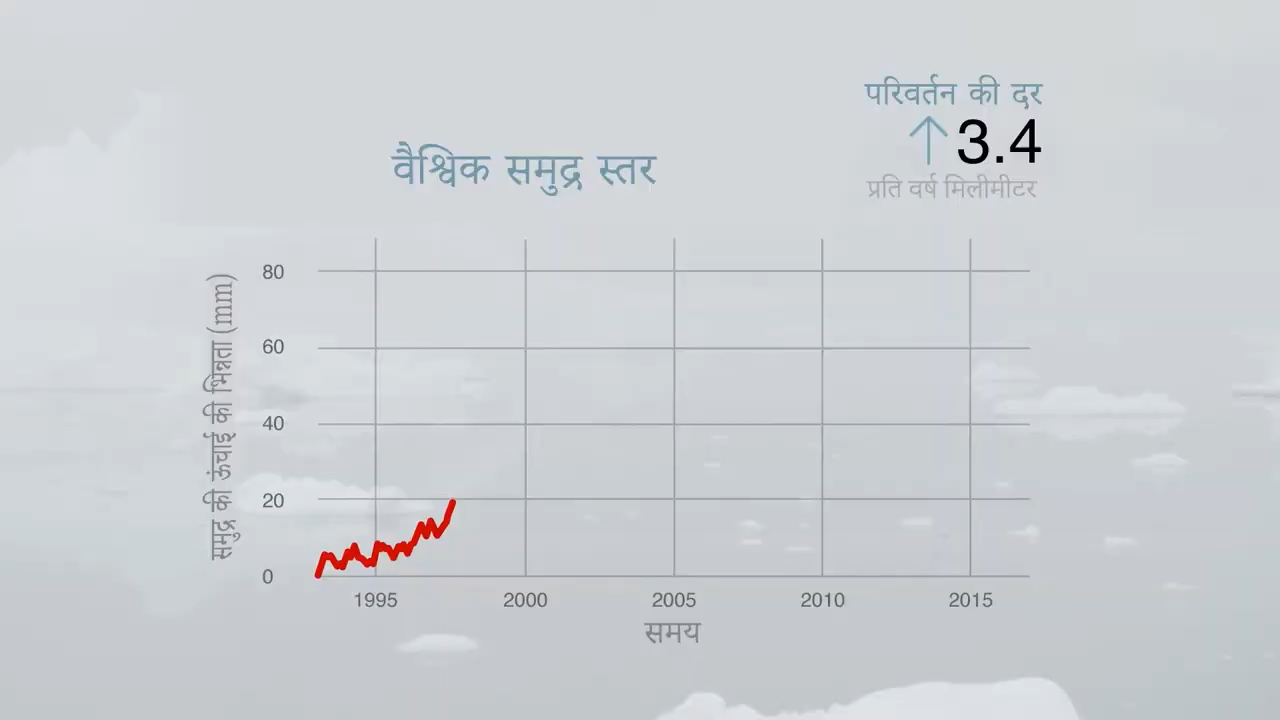 परिवर्तन की दर
↑ 3.4
प्रति वर्ष मिलीमीटर
वैश्विक समुद्र स्तर
समुद्र की ऊंचाई की भिन्नता (mm)
80
60
40
20
0
1995 2000 2005 2010 2015
समय